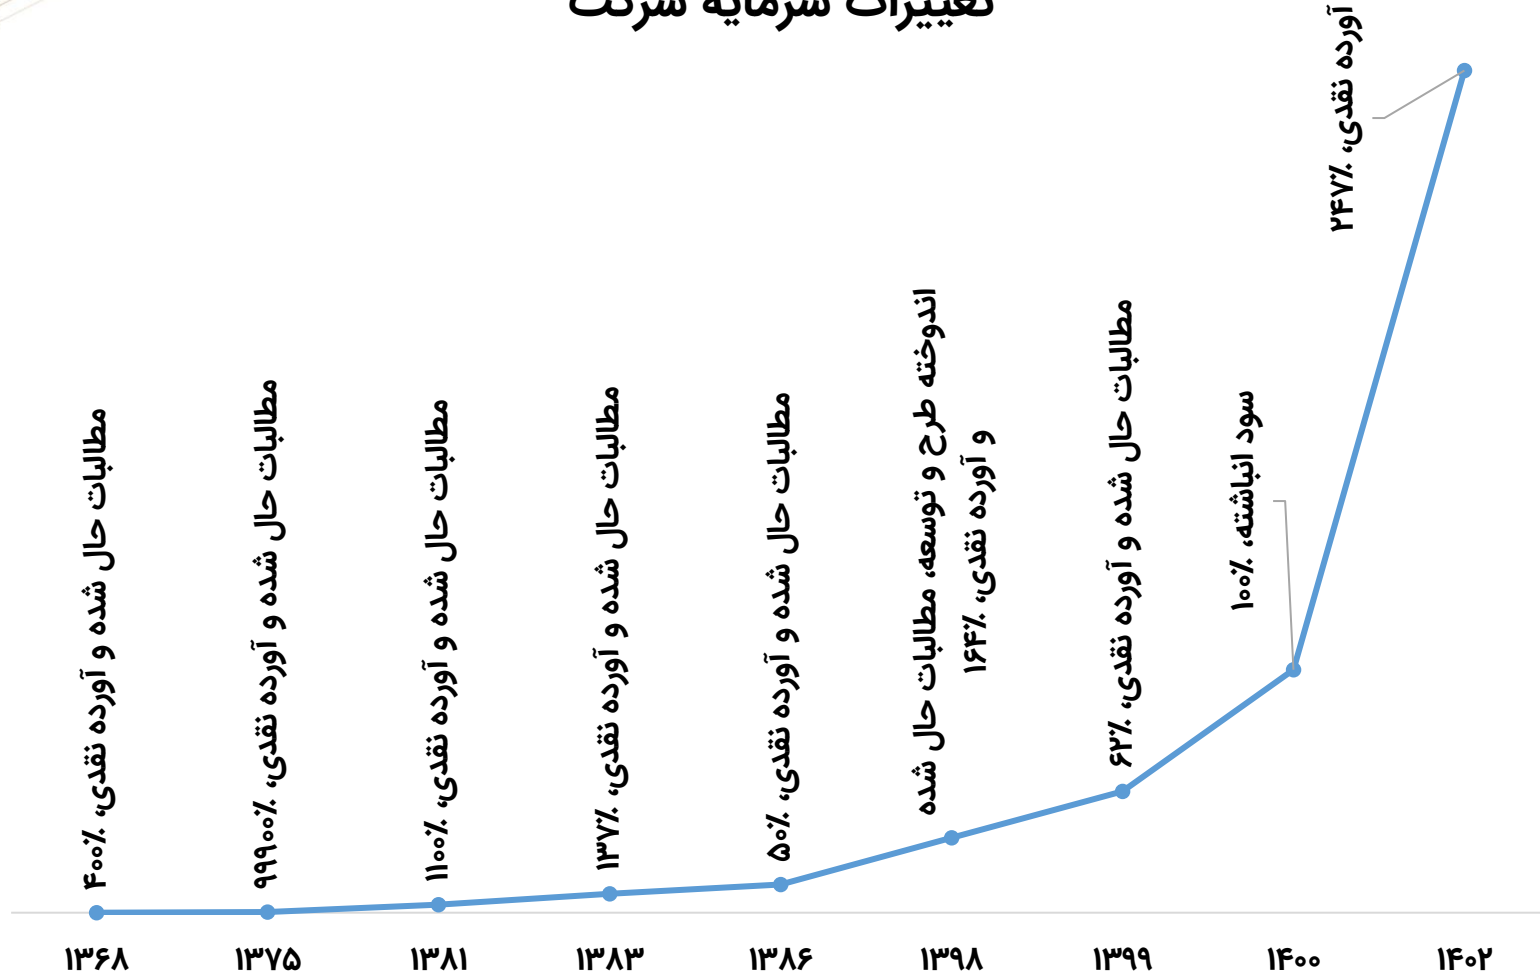 تغییرات سرمایه شرکت
مطالبات حال شده و آورده نقدی، ۴۰۰٪
مطالبات حال شده و آورده نقدی، ۹۹۰۰٪
مطالبات حال شده و آورده نقدی، ۱۱۰۰٪
مطالبات حال شده و آورده نقدی، ۱۳۷٪
مطالبات حال شده و آورده نقدی، ۵۰٪
اندوخته طرح و توسعه، مطالبات حال شده
و آورده نقدی، ۱۶۴٪
مطالبات حال شده و آورده نقدی، ۶۲٪
سود انباشته، ۱۰۰٪
آورده نقدی، ۲۴۷٪
۱۳۶۸ ۱۳۷۵ ۱۳۸۱ ۱۳۸۳ ۱۳۸۶ ۱۳۹۸ ۱۳۹۹ ۱۴۰۰ ۱۴۰۲